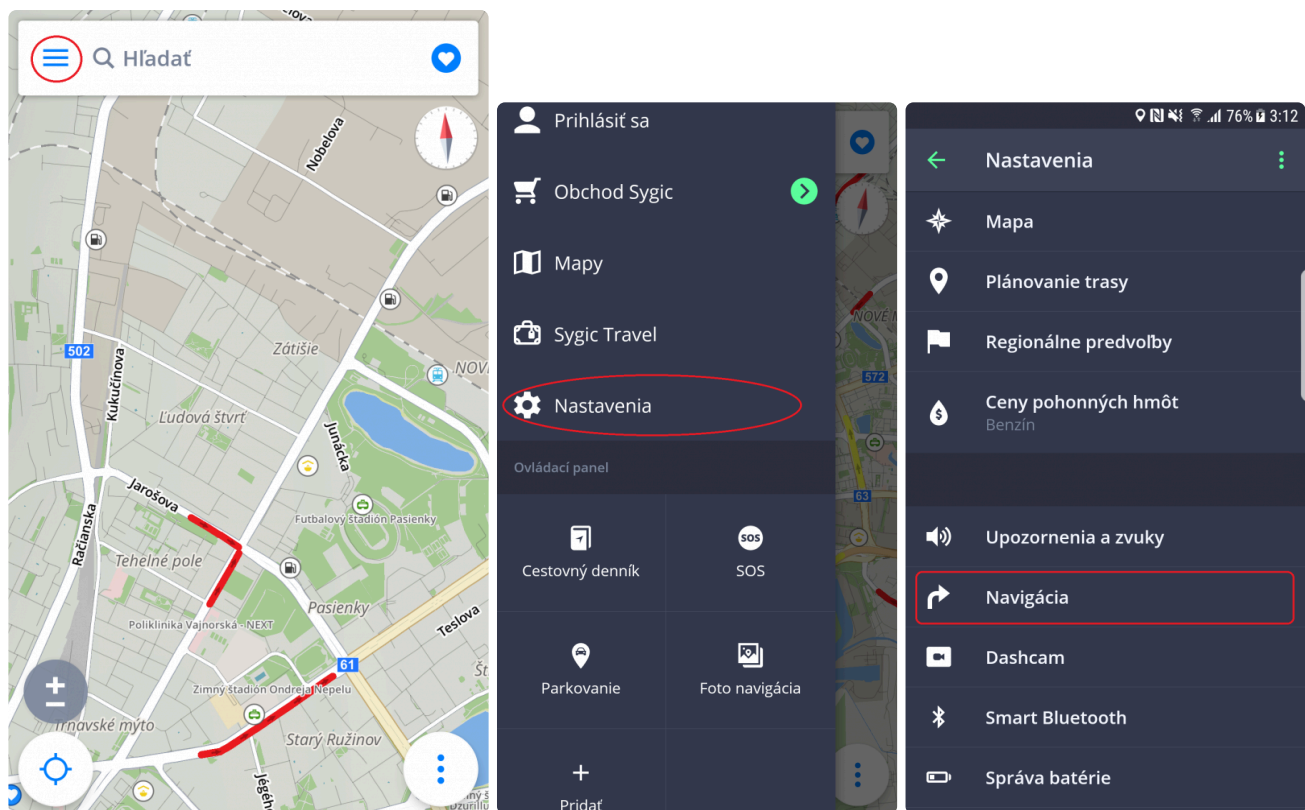 Hľadať
Nobelova
502
Kukučínova
Zátišie
Ľudová štvrť
Junácka
Jarošova
Futbalový štadión Pasienky
Račianska
Tehelné pole
Pasienky
Poliklinika Vajnorská - NEXT
Teslova
61
Zimný štadión Ondreja Nepelu
Trnavské mýto
Starý Ružinov
Prihlásiť sa
Obchod Sygic
Mapy
Sygic Travel
572
Nastavenia
Ovládací panel
63
Cestovný denník
SOS
SOS
Parkovanie
Foto navigácia
Pridať
76% 3:12
Nastavenia
Mapa
Plánovanie trasy
Regionálne predvoľby
Ceny pohonných hmôt
Benzín
Upozornenia a zvuky
Navigácia
Dashcam
Smart Bluetooth
Správa batérie